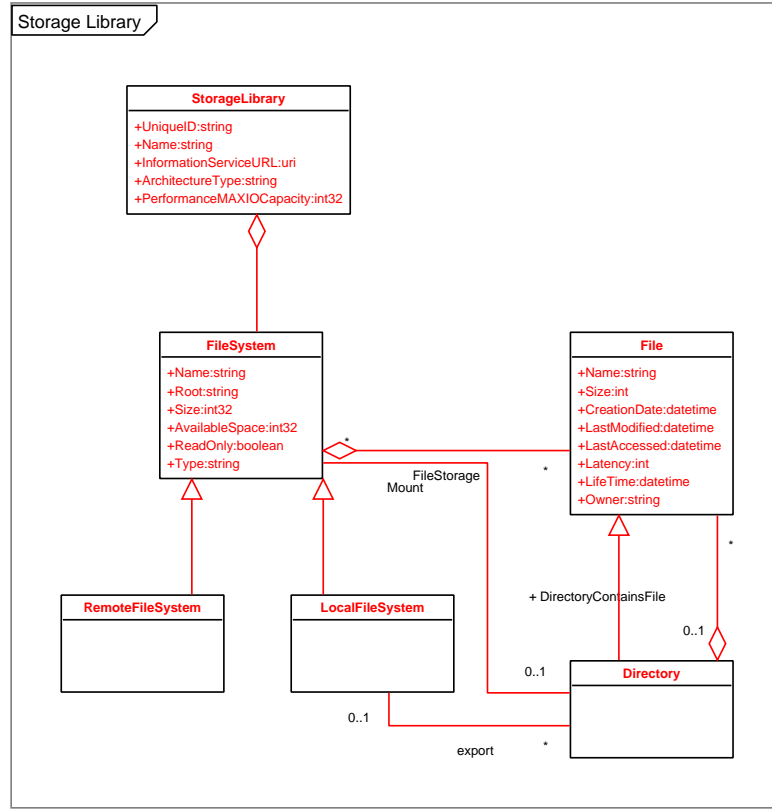 Storage Library
StorageLibrary
+UniqueID:string
+Name:string
+InformationServiceURL:uri
+ArchitectureType:string
+PerformanceMAXIOCapacity:int32
FileSystem
+Name:string
+Root:string
+Size:int32
+AvailableSpace:int32
+ReadOnly:boolean
+Type:string
File
+Name:string
+Size:int
+CreationDate:datetime
+LastModified:datetime
+LastAccessed:datetime
+Latency:int
+LifeTime:datetime
+Owner:string
*
FileStorage
*
Mount
*
RemoteFileSystem
LocalFileSystem
+ DirectoryContainsFile
0..1
0..1
Directory
0..1
export
*